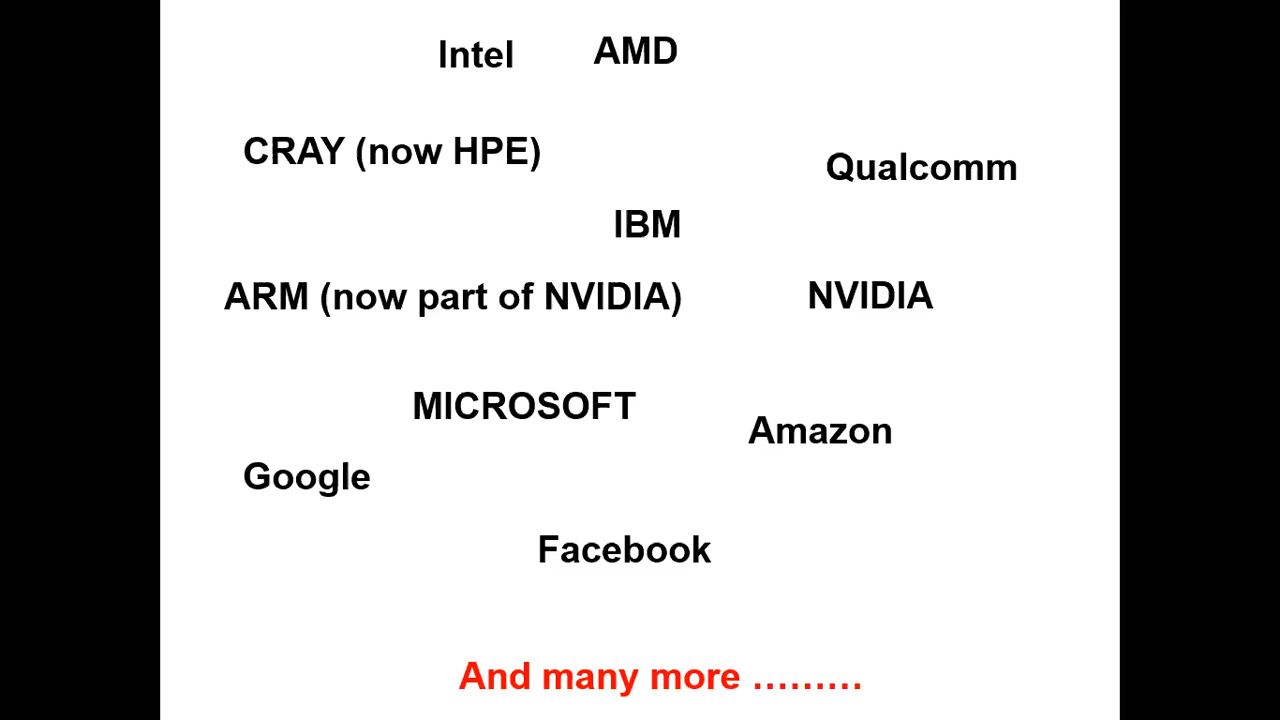 Intel AMD
CRAY (now HPE)
Qualcomm
IBM
ARM (now part of NVIDIA) NVIDIA
MICROSOFT
Amazon
Google
Facebook
And many more .........